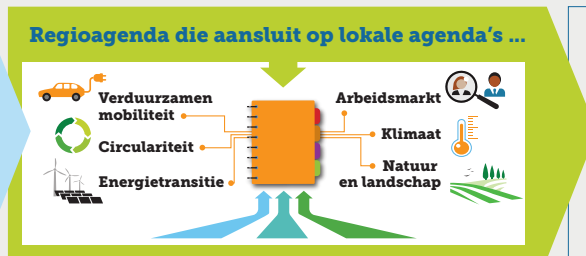 Regioagenda die aansluit op lokale agenda's ...
Verduurzamen
mobiliteit
Circulariteit
Energietransitie
Arbeidsmarkt
Klimaat
Natuur
en landschap